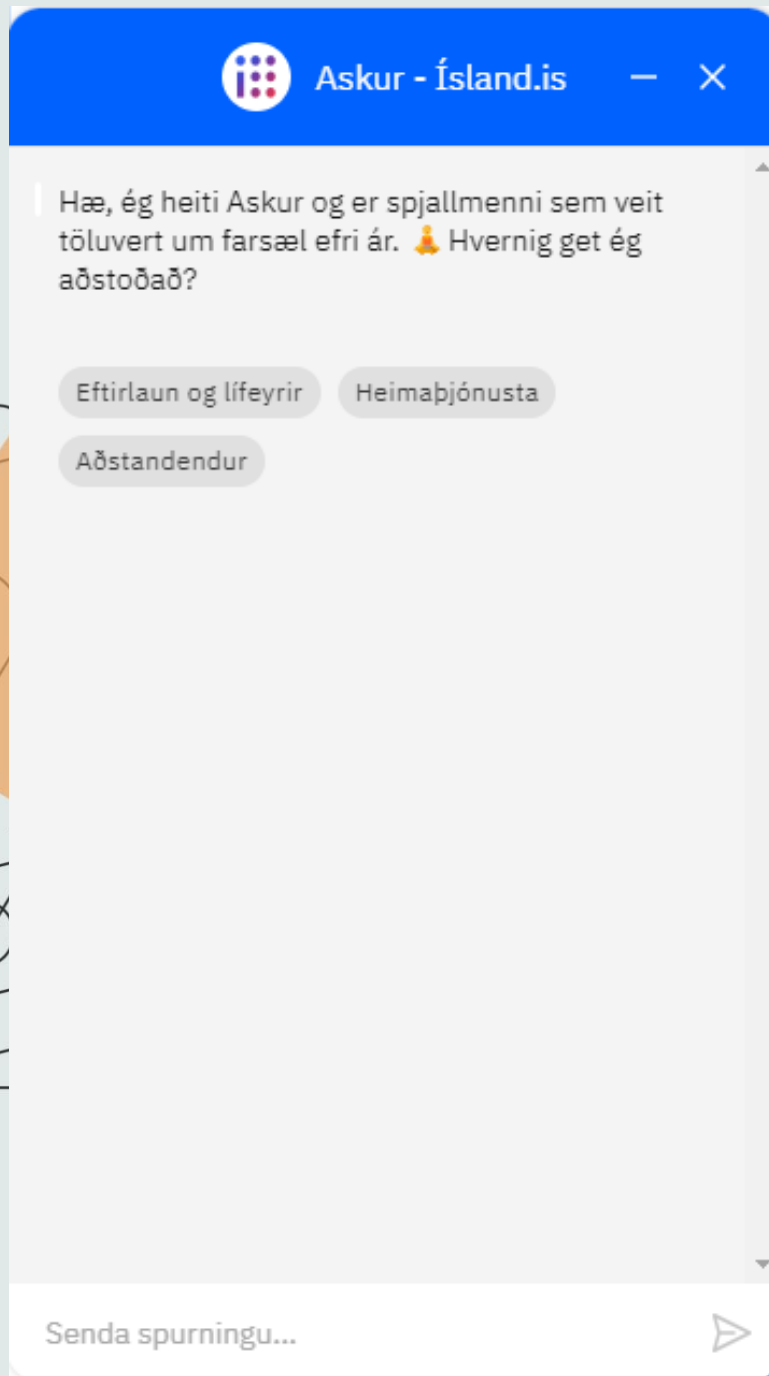 Askur - Ísland.is
Hæ, ég heiti Askur og er spjallmenni sem veit
töluvert um farsæl efri ár. 🧘 Hvernig get ég
aðstoðað?
Eftirlaun og lífeyrir
Heimaþjónusta
Aðstandendur
Senda spurningu...